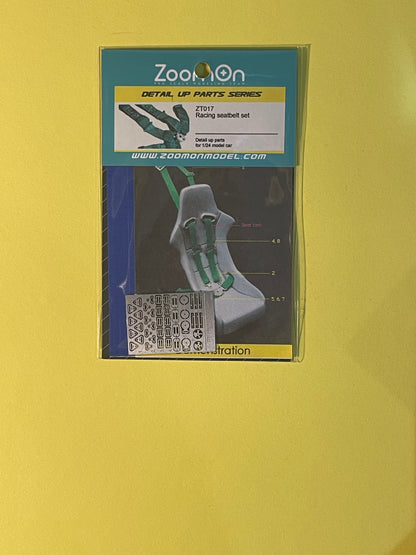 ZoomOn
DETAIL UP PARTS SERIES
ZT017
Racing seatbelt set
Detail up parts
for 1/24 model car
WWW.ZOOMONMODEL.COM
4.8
2
5.6.7
onstration